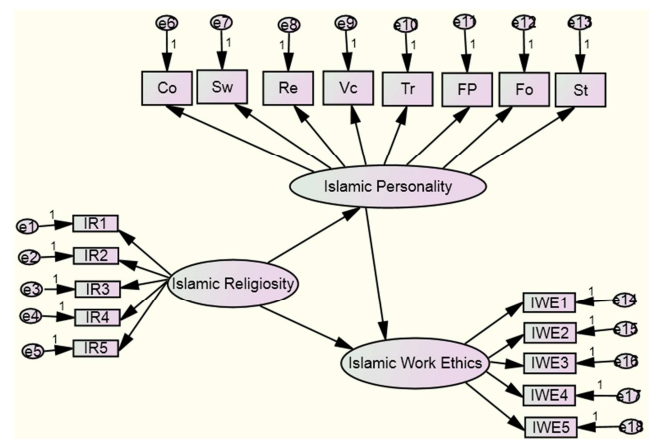 e6 e7 e8 e9 e10 e11 e12 e13
1 1 1 1 1 1 1 1
Co Sw Re Vc Tr FP Fo St
Islamic Personality
e1 1 IR1
e2 1 IR2
e3 1 IR3
e4 1 IR4
e5 1 IR5
Islamic Religiosity
Islamic Work Ethics
IWE1 1 e14
IWE2 1 e15
IWE3 1 e16
IWE4 1 e17
IWE5 1 e18